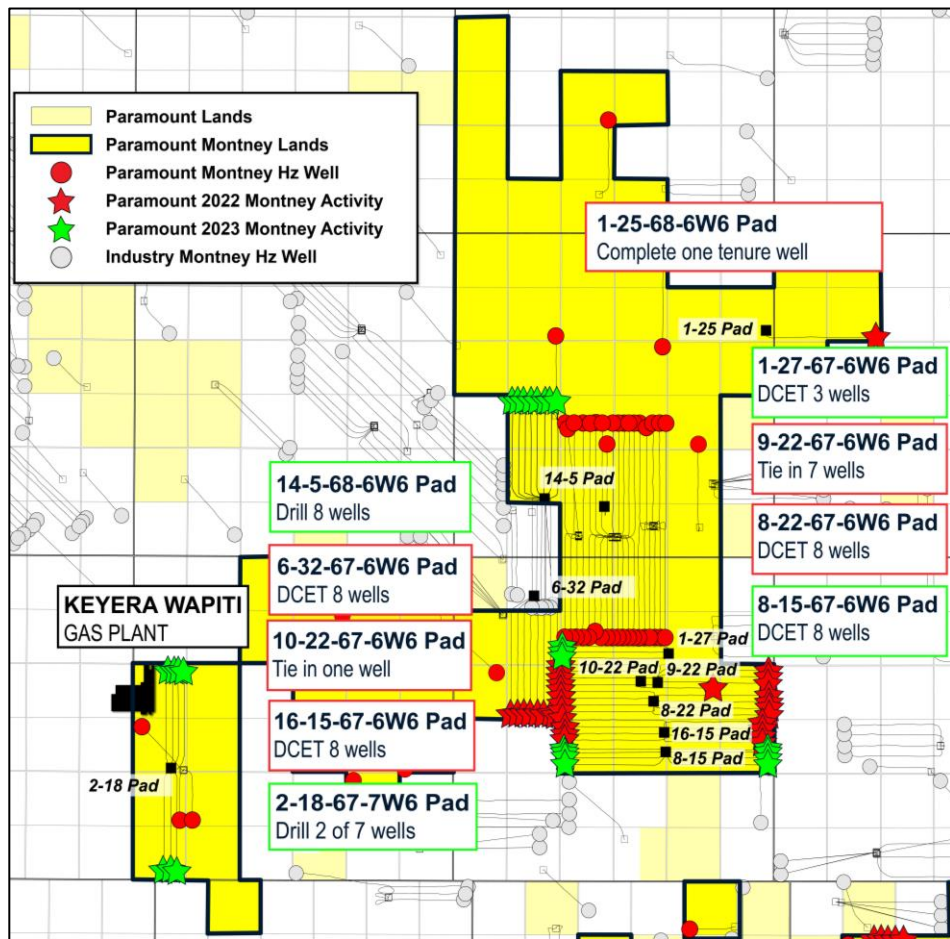 Paramount Lands
Paramount Montney Lands
Paramount Montney Hz Well
Paramount 2022 Montney Activity
Paramount 2023 Montney Activity
Industry Montney Hz Well
1-25-68-6W6 Pad
Complete one tenure well
1-25 Pad
1-27-67-6W6 Pad
DCET 3 wells
9-22-67-6W6 Pad
Tie in 7 wells
8-22-67-6W6 Pad
DCET 8 wells
8-15-67-6W6 Pad
DCET 8 wells
14-5-68-6W6 Pad
Drill 8 wells
6-32-67-6W6 Pad
DCET 8 wells
10-22-67-6W6 Pad
Tie in one well
16-15-67-6W6 Pad
DCET 8 wells
2-18-67-7W6 Pad
Drill 2 of 7 wells
KEYERA WAPITI
GAS PLANT
14-5 Pad
6-32 Pad
1-27 Pad
10-22 Pad
9-22 Pad
8-22 Pad
16-15 Pad
8-15 Pad
2-18 Pad